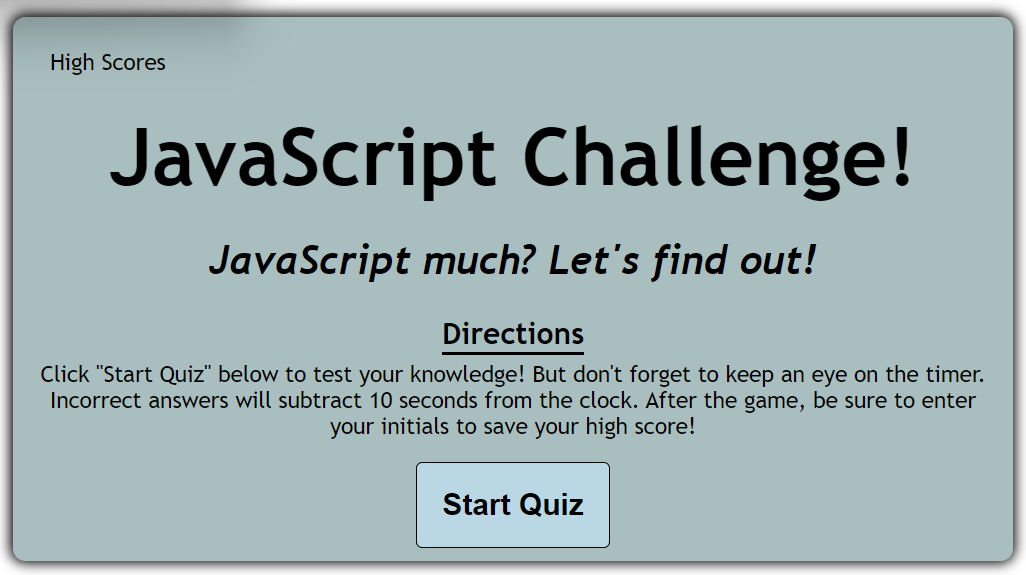 High Scores
JavaScript Challenge!
JavaScript much? Let's find out!
Directions
Click "Start Quiz" below to test your knowledge! But don't forget to keep an eye on the timer.
Incorrect answers will subtract 10 seconds from the clock. After the game, be sure to enter
your initials to save your high score!
Start Quiz